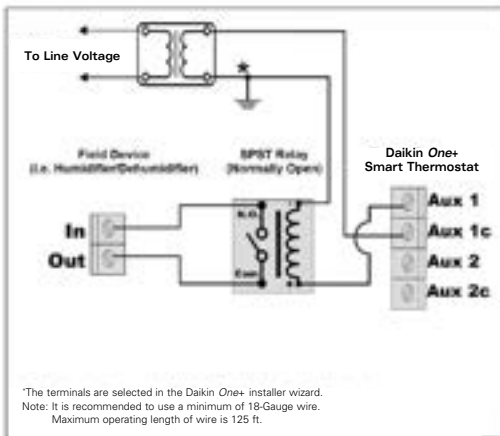 To Line Voltage
*
Field Device
(i.e. Humidifier/Dehumidifier)
SPST Relay
(Normally Open)
Daikin One+
Smart Thermostat
In
Out
N.O.
Com
Aux 1
Aux 1c
Aux 2
Aux 2c
*The terminals are selected in the Daikin One+ installer wizard.
Note: It is recommended to use a minimum of 18-Gauge wire.
Maximum operating length of wire is 125 ft.